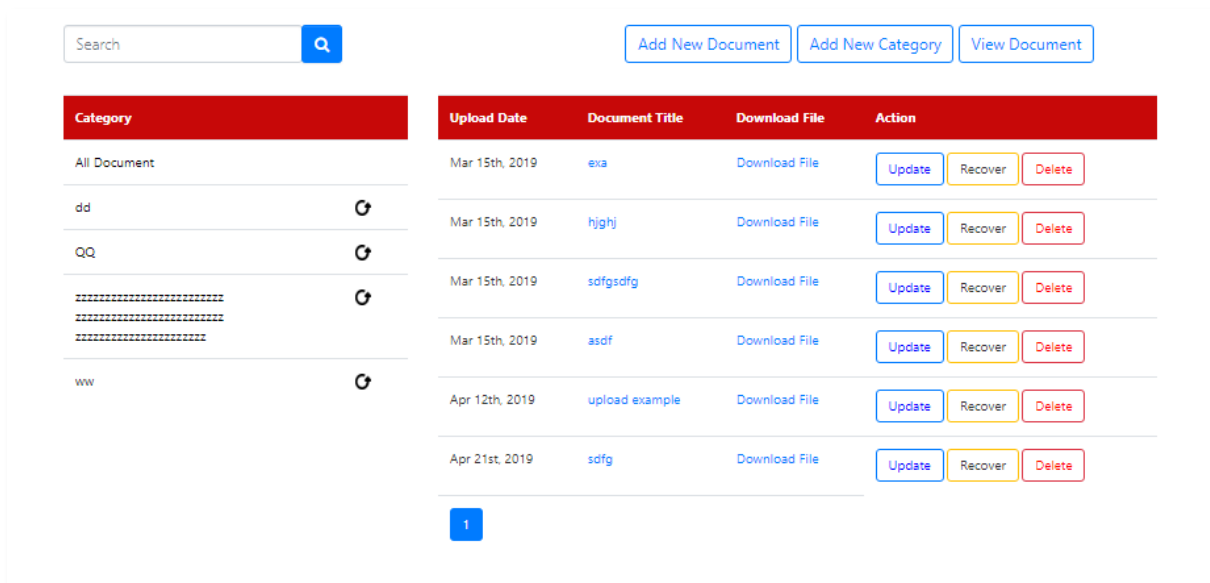 Search
Add New Document
Add New Category
View Document
Category
All Document
dd
QQ
zzzzzzzzzzzzzzzzzzzzzzzzz
zzzzzzzzzzzzzzzzzzzzzzzzz
zzzzzzzzzzzzzzzzzzzzzz
ww
Upload Date Document Title Download File Action
Mar 15th, 2019 exa Download File Update Recover Delete
Mar 15th, 2019 hjghj Download File Update Recover Delete
Mar 15th, 2019 sdfgsdfg Download File Update Recover Delete
Mar 15th, 2019 asdf Download File Update Recover Delete
Apr 12th, 2019 upload example Download File Update Recover Delete
Apr 21st, 2019 sdfg Download File Update Recover Delete
1